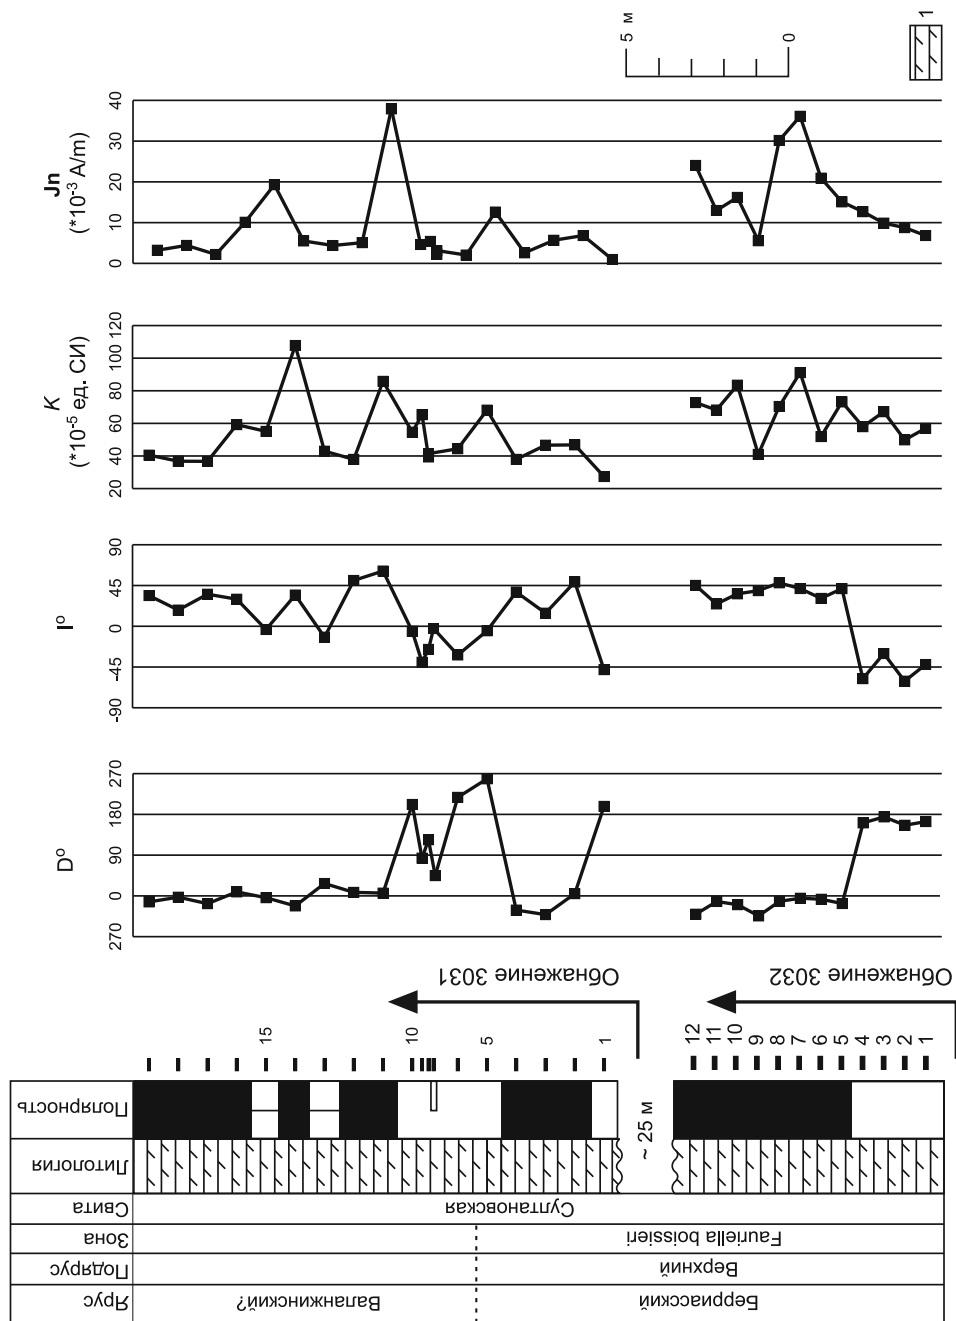 Ярус
Подярус
Зона
Свита
Литология
Полярность
Валанжинский?
Берриасский
Верхний
Fauriella boissieri
Султановская
~ 25 м
15
10
5
1
Обнажение 3031
12
11
10
9
8
7
6
5
4
3
2
1
Обнажение 3032
D°
270
180
90
0
270
I°
90
45
0
-45
-90
K
(*10-5 ед. СИ)
120
100
80
60
40
20
Jn
(*10-3 A/m)
40
30
20
10
0
5 м
0
1